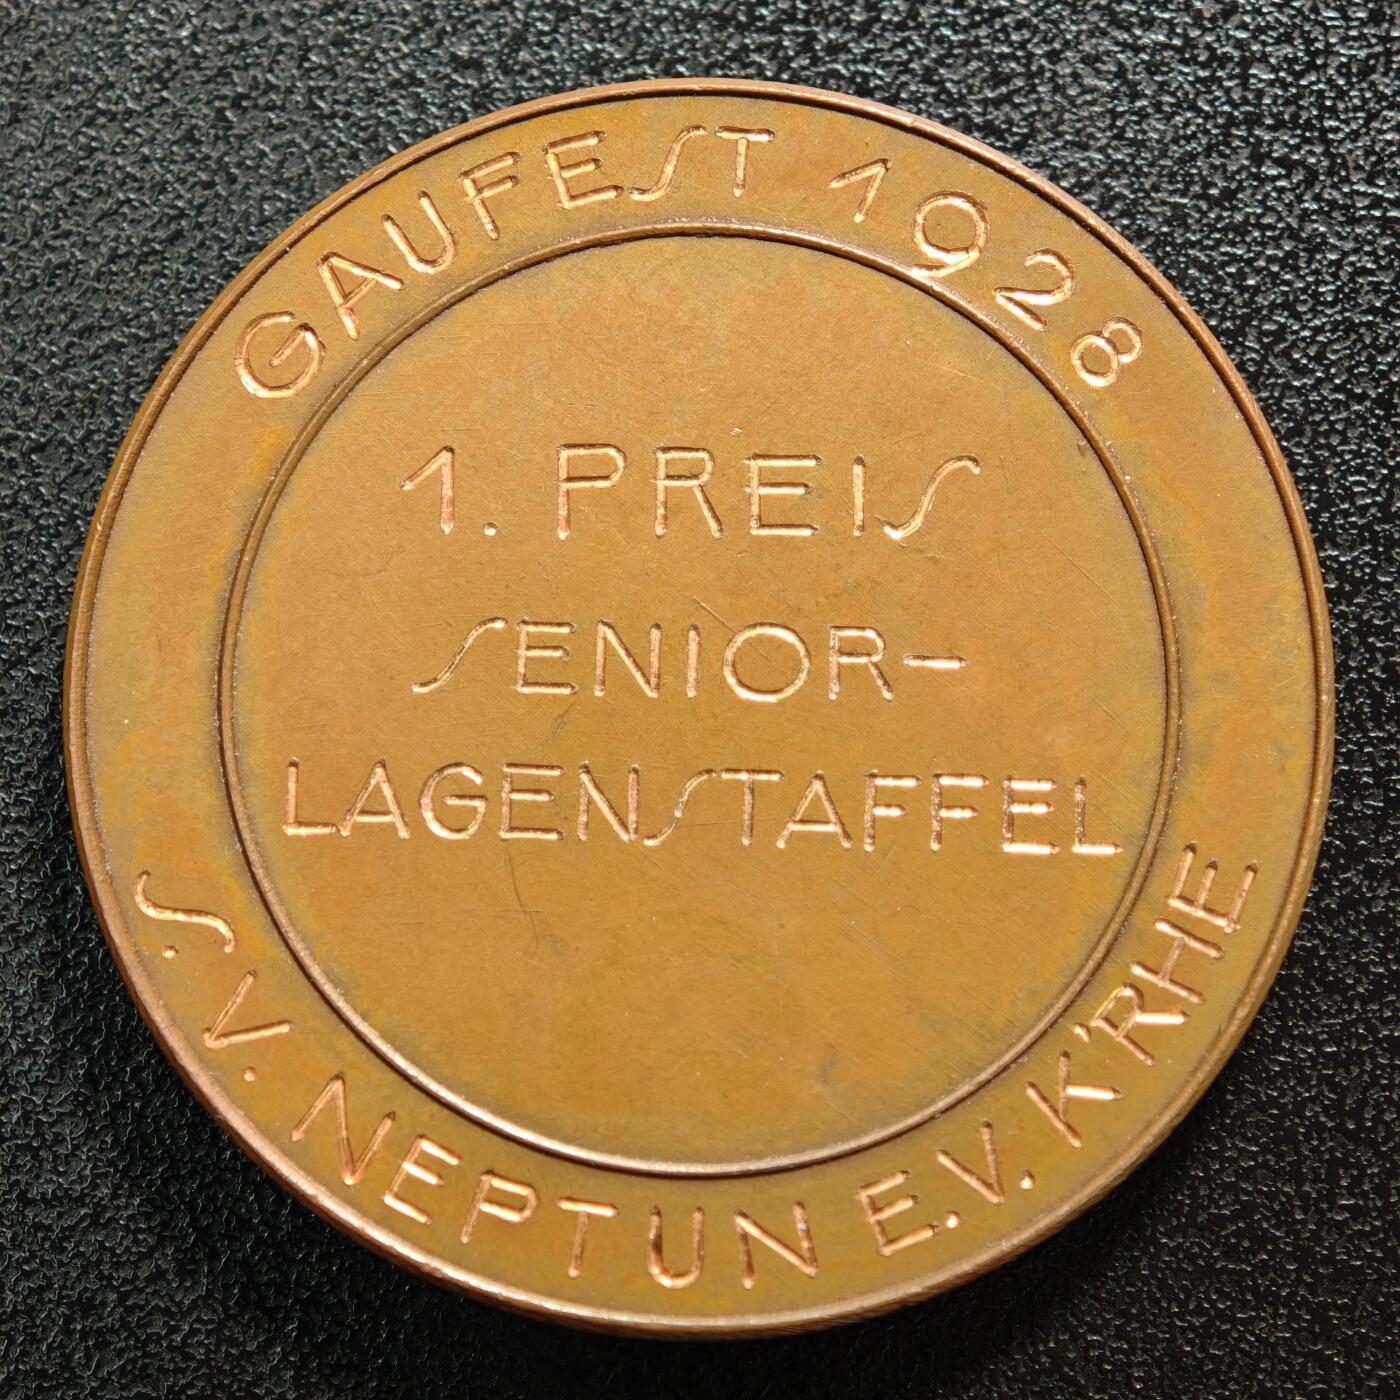 GAUFEST 1928
1. PREIS
SENIOR-
LAGENSTAFFEL
S.V. NEPTUN E.V. K'RHE